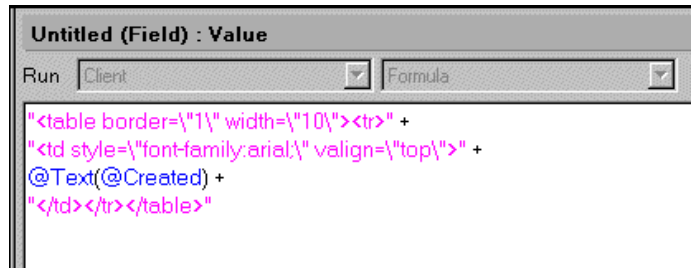 Untitled (Field) : Value
Run Client Formula
"<table border=\"1\" width=\"10\"><tr>" +
"<td style=\"font-family:arial;\" valign=\"top\">" +
@Text(@Created) +
"</td></tr></table>"